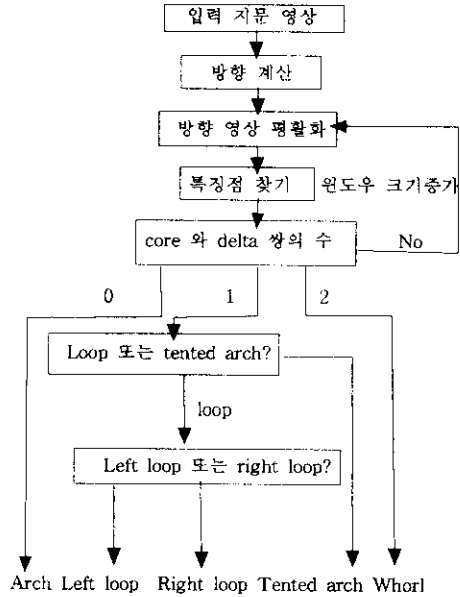 입력 지문 영상
방향 계산
방향 영상 평활화
특징점 찾기 윈도우 크기증가
core 와 delta 쌍의 수 No
0 1 2
Loop 또는 tented arch?
loop
Left loop 또는 right loop?
Arch Left loop Right loop Tented arch Whorl